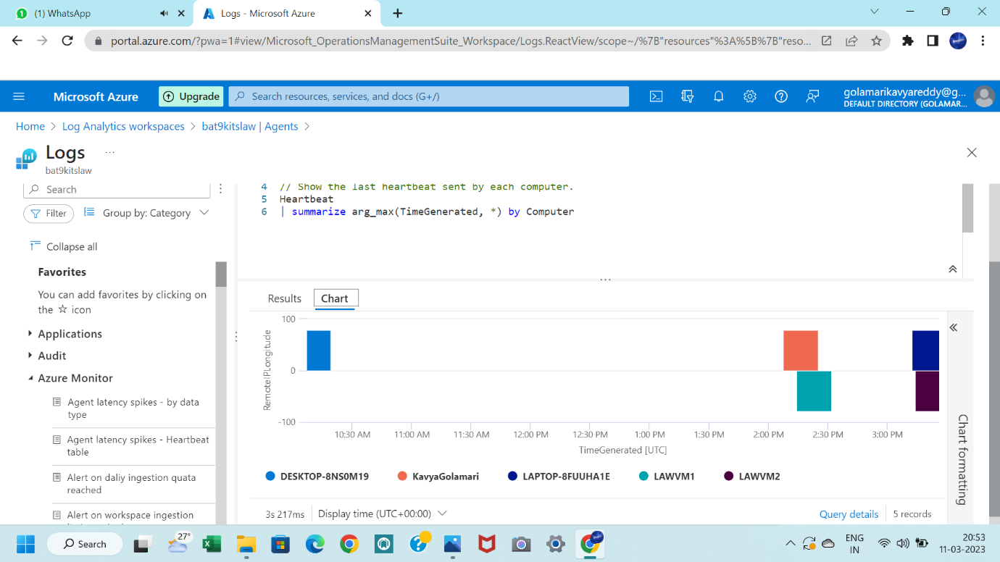 (1) WhatsApp
Logs - Microsoft Azure
portal.azure.com/?pwa=1#view/Microsoft_OperationsManagementSuite_Workspace/Logs.ReactView/scope~/%7B"resources"%3A%5B%7B"reso...
Microsoft Azure
Upgrade
Search resources, services, and docs (G+/)
golamarikavyareddy@g...
DEFAULT DIRECTORY (GOLAMAR...
Home > Log Analytics workspaces > bat9kitslaw | Agents >
Logs ...
bat9kitslaw
Search
Filter
Group by: Category
Collapse all
Favorites
You can add favorites by clicking on
the ☆ icon
Applications
Audit
Azure Monitor
Agent latency spikes - by data
type
Agent latency spikes - Heartbeat
table
Alert on daliy ingestion quata
reached
Alert on workspace ingestion
4 // Show the last heartbeat sent by each computer.
5 Heartbeat
6 | summarize arg_max(TimeGenerated, *) by Computer
Results
Chart
100
0
-100
RemoteIPLongitude
10:30 AM 11:00 AM 11:30 AM 12:00 PM 12:30 PM 1:00 PM 1:30 PM 2:00 PM 2:30 PM 3:00 PM
TimeGenerated [UTC]
DESKTOP-8NS0M19 KavyaGolamari LAPTOP-8FUUHA1E LAWVM1 LAWVM2
Chart formatting
3s 217ms
Display time (UTC+00:00)
Query details
5 records
Search
27°
ENG
IN
20:53
11-03-2023